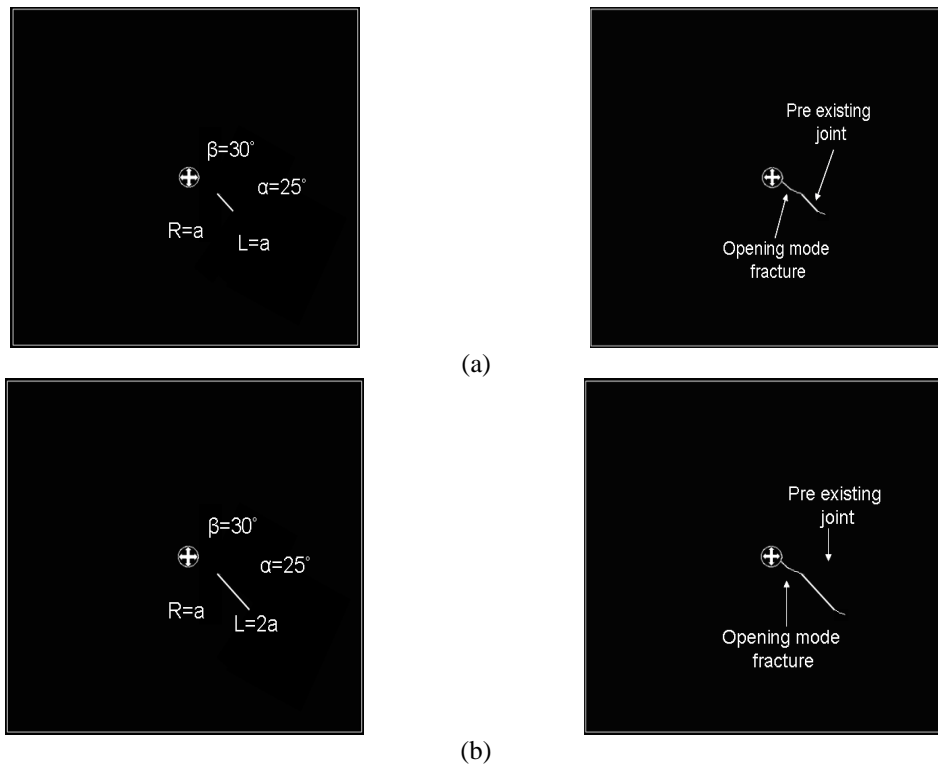 β=30°
α=25°
R=a
L=a
Pre existing
joint
Opening mode
fracture
(a)
β=30°
α=25°
R=a
L=2a
Pre existing
joint
Opening mode
fracture
(b)